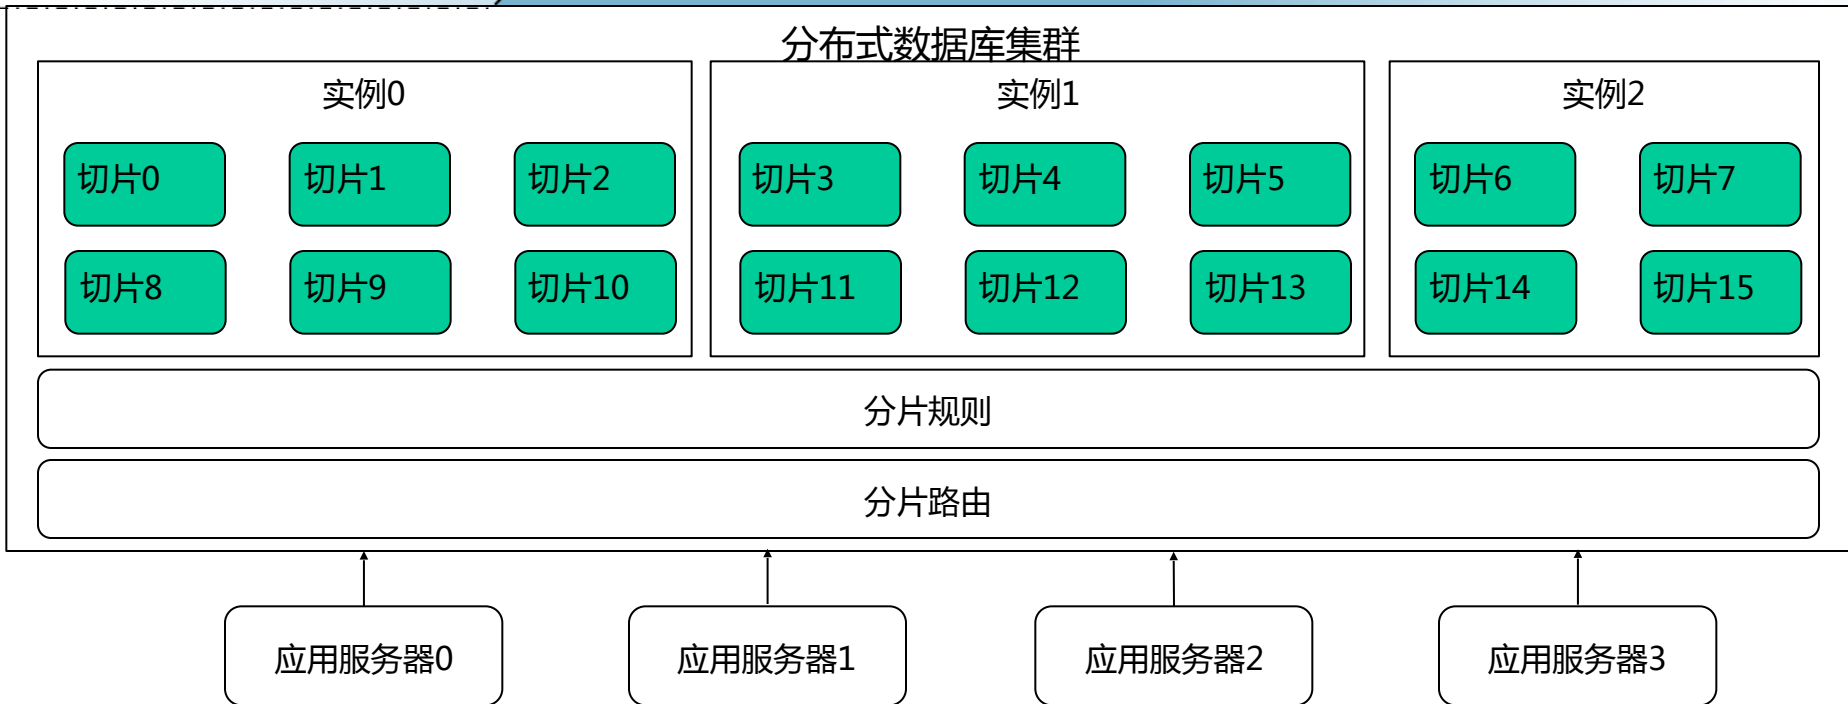 分布式数据库集群
实例0
实例1
实例2
切片0
切片1
切片2
切片3
切片4
切片5
切片6
切片7
切片8
切片9
切片10
切片11
切片12
切片13
切片14
切片15
分片规则
分片路由
应用服务器0
应用服务器1
应用服务器2
应用服务器3